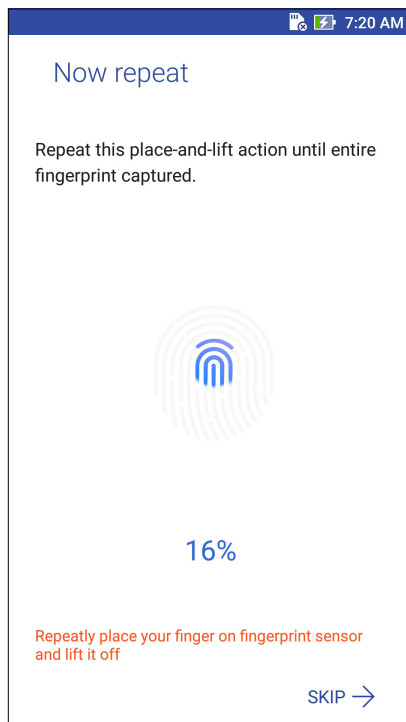 7:20 AM
Now repeat
Repeat this place-and-lift action until entire
fingerprint captured.
16%
Repeatly place your finger on fingerprint sensor
and lift it off
SKIP